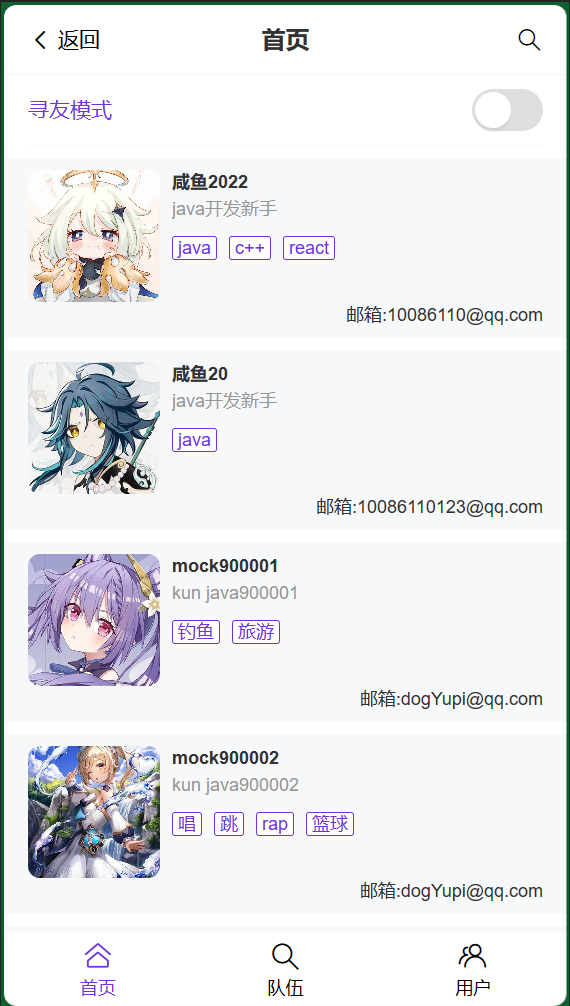 返回
首页
寻友模式
咸鱼2022
java开发新手
java c++ react
邮箱:10086110@qq.com
咸鱼20
java开发新手
java
邮箱:10086110123@qq.com
mock900001
kun java900001
钓鱼 旅游
邮箱:dogYupi@qq.com
mock900002
kun java900002
唱 跳 rap 篮球
邮箱:dogYupi@qq.com
首页 队伍 用户